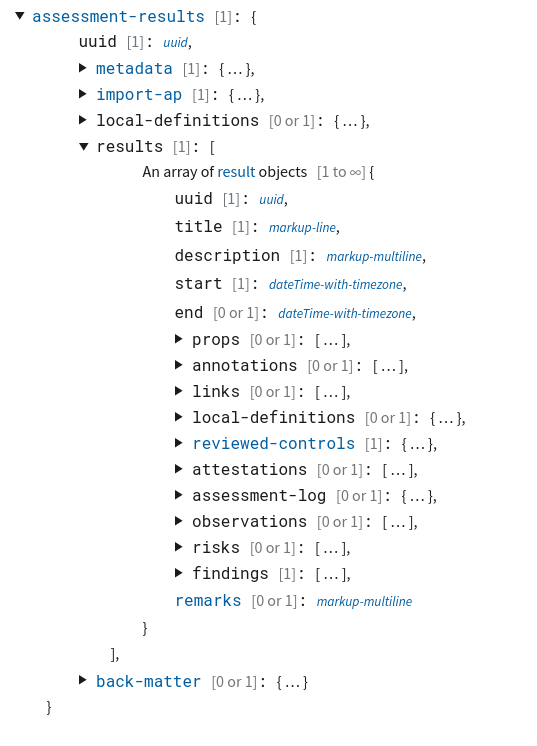 ▼ assessment-results [1]: {
uuid [1]: uuid,
▶ metadata [1]: { … },
▶ import-ap [1]: { … },
▶ local-definitions [0 or 1]: { … },
▼ results [1]: [
An array of result objects [1 to ∞] {
uuid [1]: uuid,
title [1]: markup-line,
description [1]: markup-multiline,
start [1]: dateTime-with-timezone,
end [0 or 1]: dateTime-with-timezone,
▶ props [0 or 1]: [ … ],
▶ annotations [0 or 1]: [ … ],
▶ links [0 or 1]: [ … ],
▶ local-definitions [0 or 1]: { … },
▶ reviewed-controls [1]: { … },
▶ attestations [0 or 1]: [ … ],
▶ assessment-log [0 or 1]: { … },
▶ observations [0 or 1]: [ … ],
▶ risks [0 or 1]: [ … ],
▶ findings [1]: [ … ],
remarks [0 or 1]: markup-multiline
}
],
▶ back-matter [0 or 1]: { … }
}